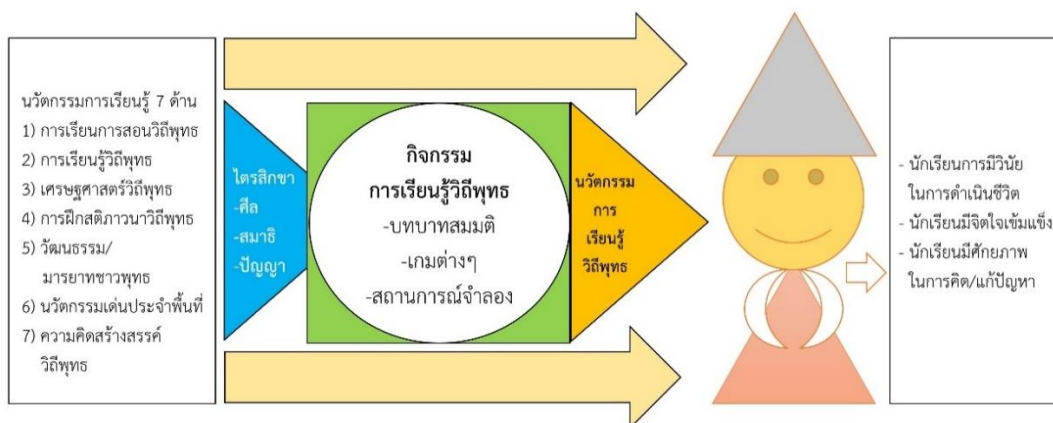 นวัตกรรมการเรียนรู้ 7 ด้าน
1) การเรียนการสอนวิถีพุทธ
2) การเรียนรู้วิถีพุทธ
3) เศรษฐศาสตร์วิถีพุทธ
4) การฝึกสติภาวนาวิถีพุทธ
5) วัฒนธรรม/
มารยาทชาวพุทธ
6) นวัตกรรมเด่นประจำพื้นที่
7) ความคิดสร้างสรรค์
วิถีพุทธ
ไตรสิกขา
-ศีล
-สมาธิ
-ปัญญา
กิจกรรม
การเรียนรู้วิถีพุทธ
-บทบาทสมมติ
-เกมต่างๆ
-สถานการณ์จำลอง
นวัตกรรม
การ
เรียนรู้
วิถีพุทธ
- นักเรียนการมีวินัย
ในการดำเนินชีวิต
- นักเรียนมีจิตใจเข้มแข็ง
- นักเรียนมีศักยภาพ
ในการคิด/แก้ปัญหา